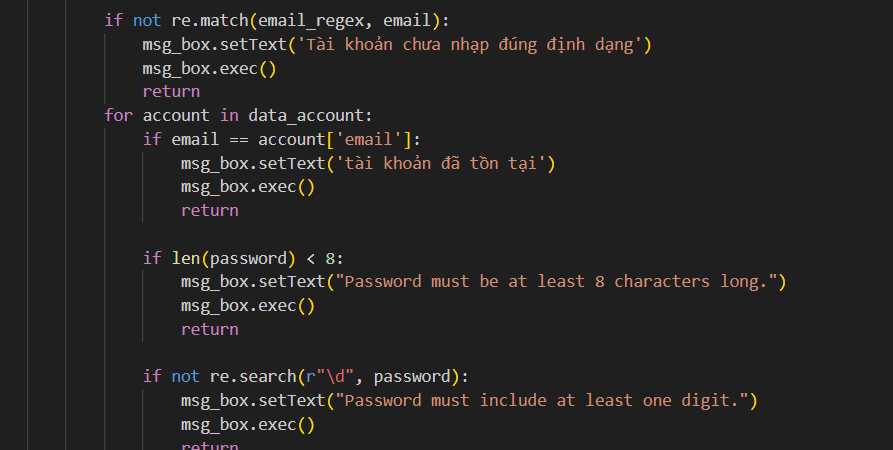 if not re.match(email_regex, email):
msg_box.setText('Tài khoản chưa nhập đúng định dạng')
msg_box.exec()
return
for account in data_account:
if email == account['email']:
msg_box.setText('tài khoản đã tồn tại')
msg_box.exec()
return
if len(password) < 8:
msg_box.setText("Password must be at least 8 characters long.")
msg_box.exec()
return
if not re.search(r"\d", password):
msg_box.setText("Password must include at least one digit.")
msg_box.exec()
return